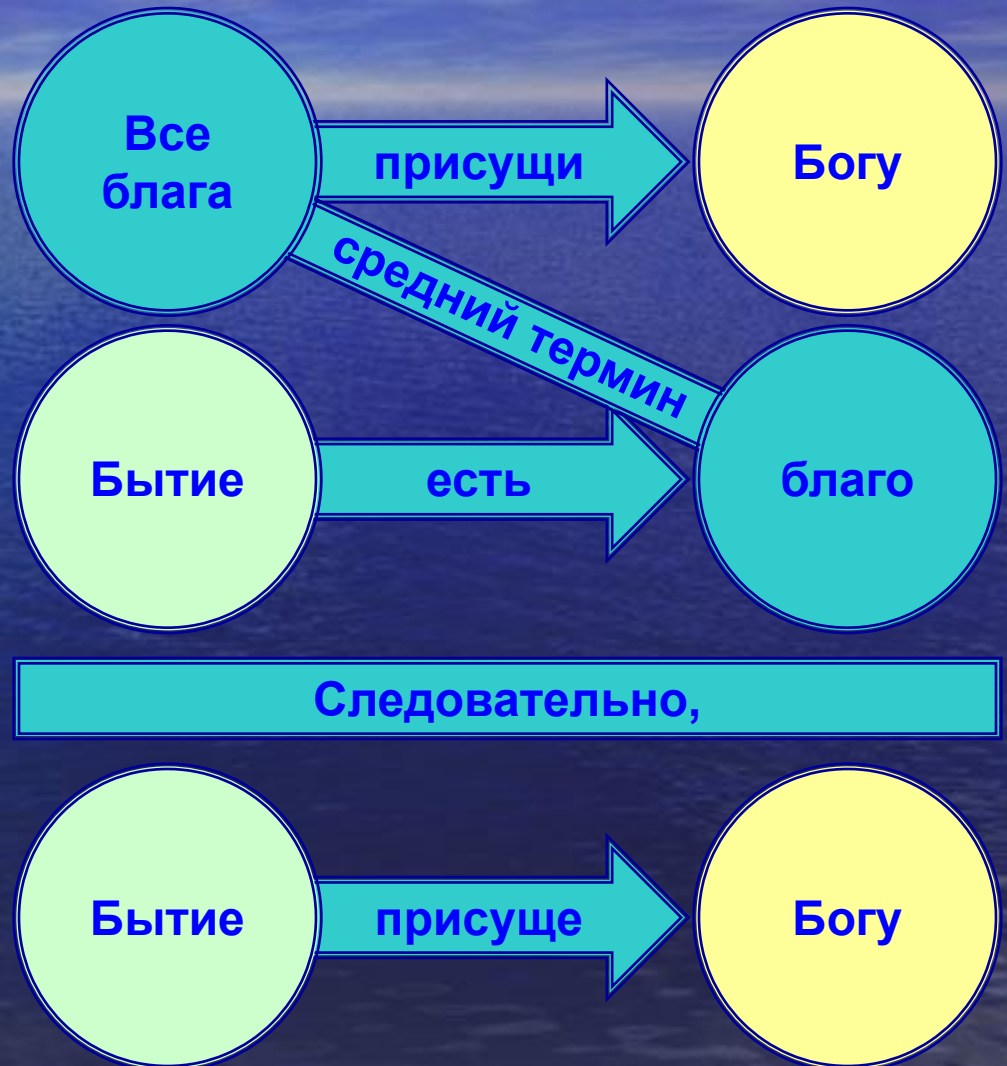 Все
блага
присущи
Богу
средний термин
Бытие
есть
благо
Следовательно,
Бытие
присуще
Богу